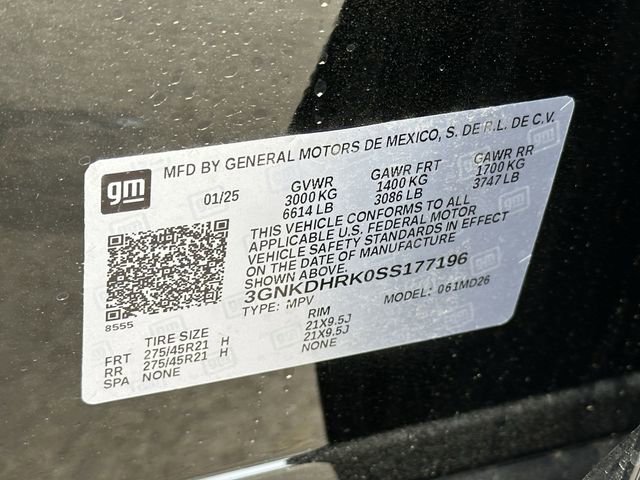 gm
MFD BY GENERAL MOTORS DE MEXICO, S. DE R.L. DE C.V.
01/25 GVWR GAWR FRT GAWR RR
3000 KG 1400 KG 1700 KG
6614 LB 3086 LB 3747 LB
THIS VEHICLE CONFORMS TO ALL
APPLICABLE U.S. FEDERAL MOTOR
VEHICLE SAFETY STANDARDS IN EFFECT
ON THE DATE OF MANUFACTURE
SHOWN ABOVE.
3GNKDHRK0SS177196
TYPE: MPV MODEL: 061MD26
8555
TIRE SIZE RIM
FRT 275/45R21 H 21X9.5J
RR 275/45R21 H 21X9.5J
SPA NONE NONE